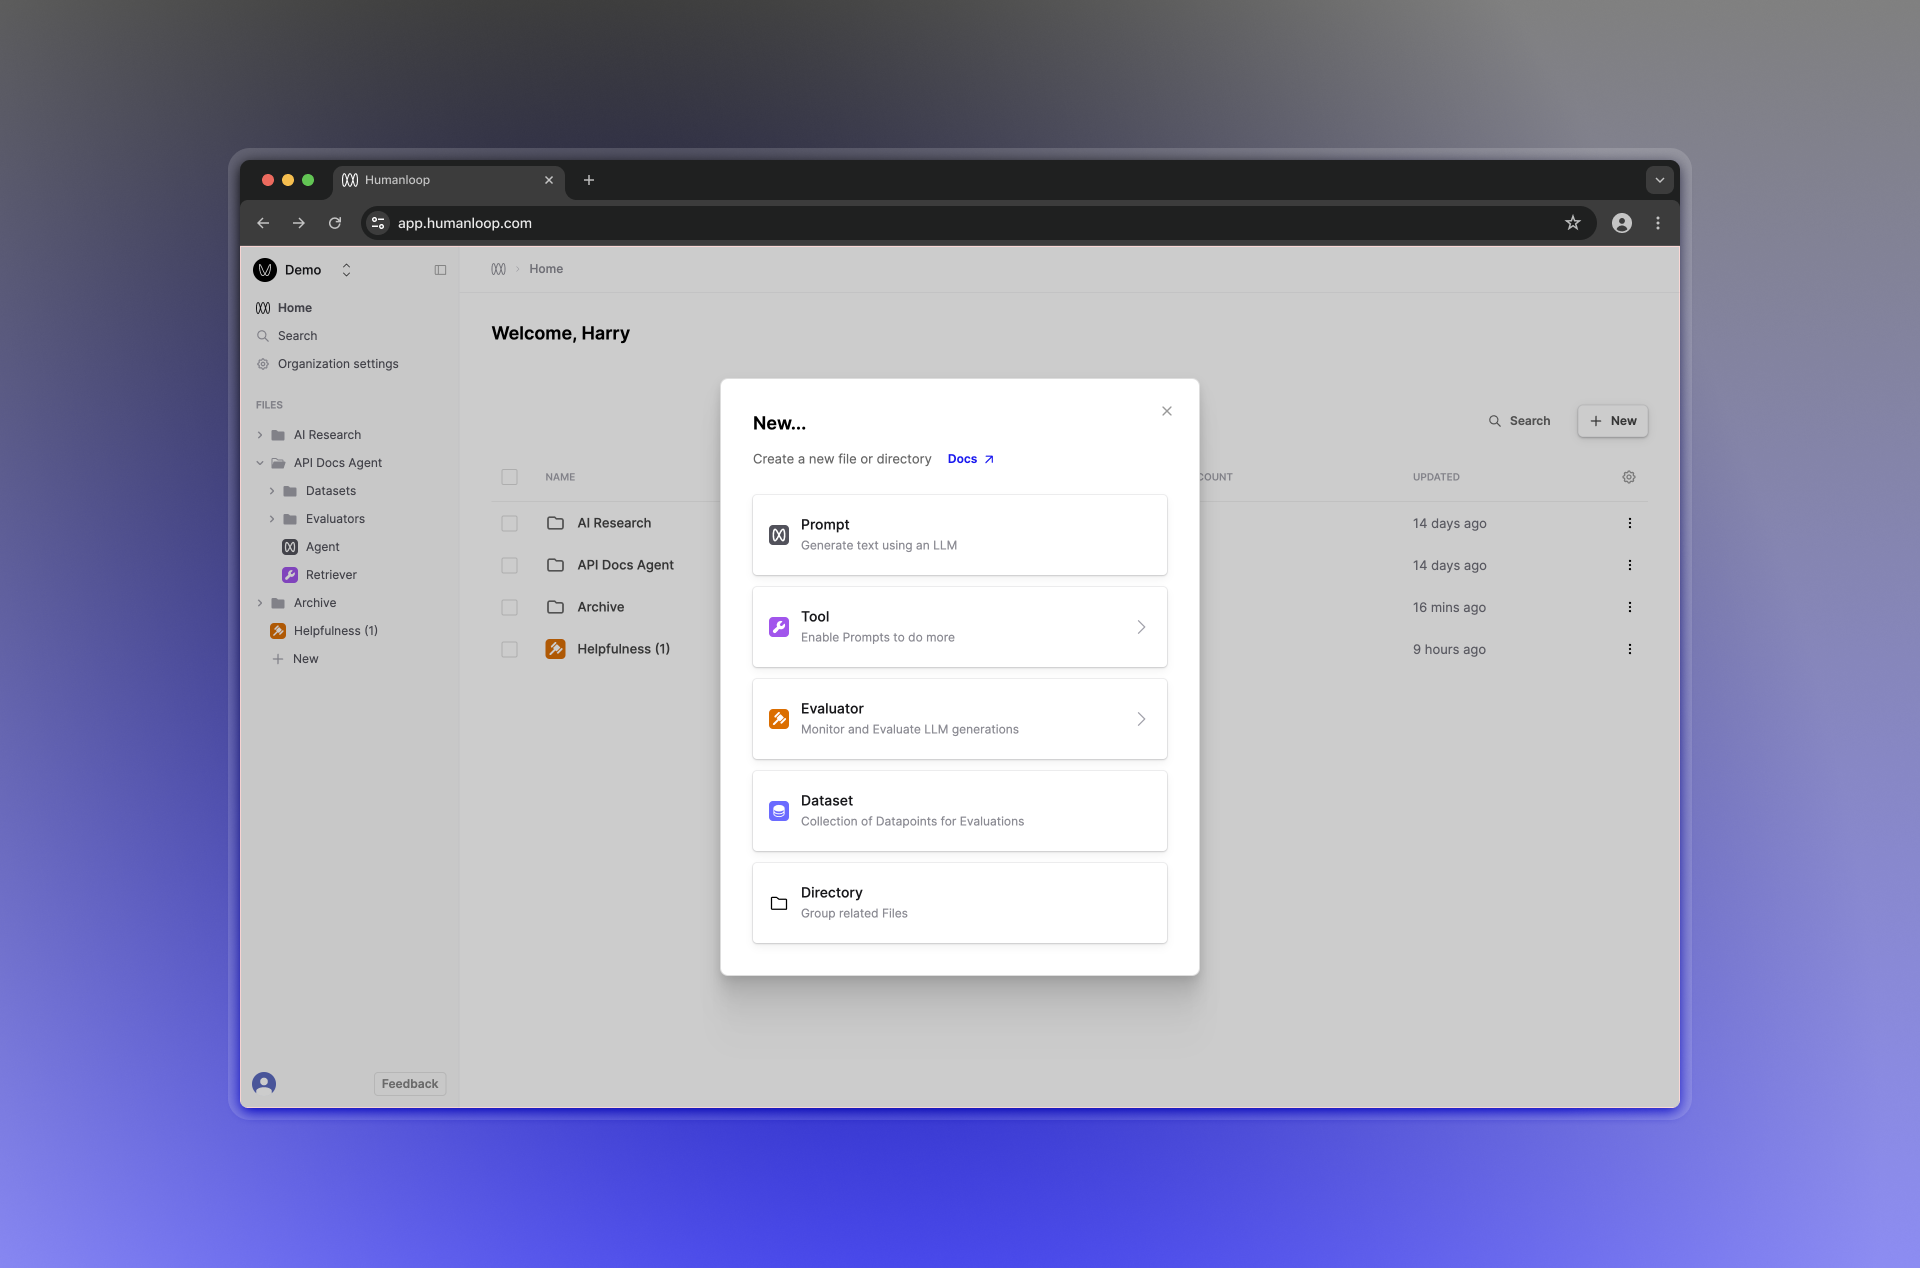 Humanloop
app.humanloop.com
Demo
Home
Search
Organization settings
FILES
AI Research
API Docs Agent
Datasets
Evaluators
Agent
Retriever
Archive
Helpfulness (1)
New
Feedback
Home
Welcome, Harry
Search
New
NAME
COUNT
UPDATED
AI Research
14 days ago
API Docs Agent
14 days ago
Archive
16 mins ago
Helpfulness (1)
9 hours ago
New...
Create a new file or directory Docs
Prompt
Generate text using an LLM
Tool
Enable Prompts to do more
Evaluator
Monitor and Evaluate LLM generations
Dataset
Collection of Datapoints for Evaluations
Directory
Group related Files